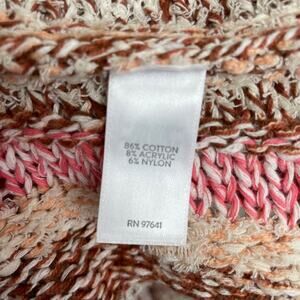 86% COTTON
8% ACRYLIC
6% NYLON
RN 97641